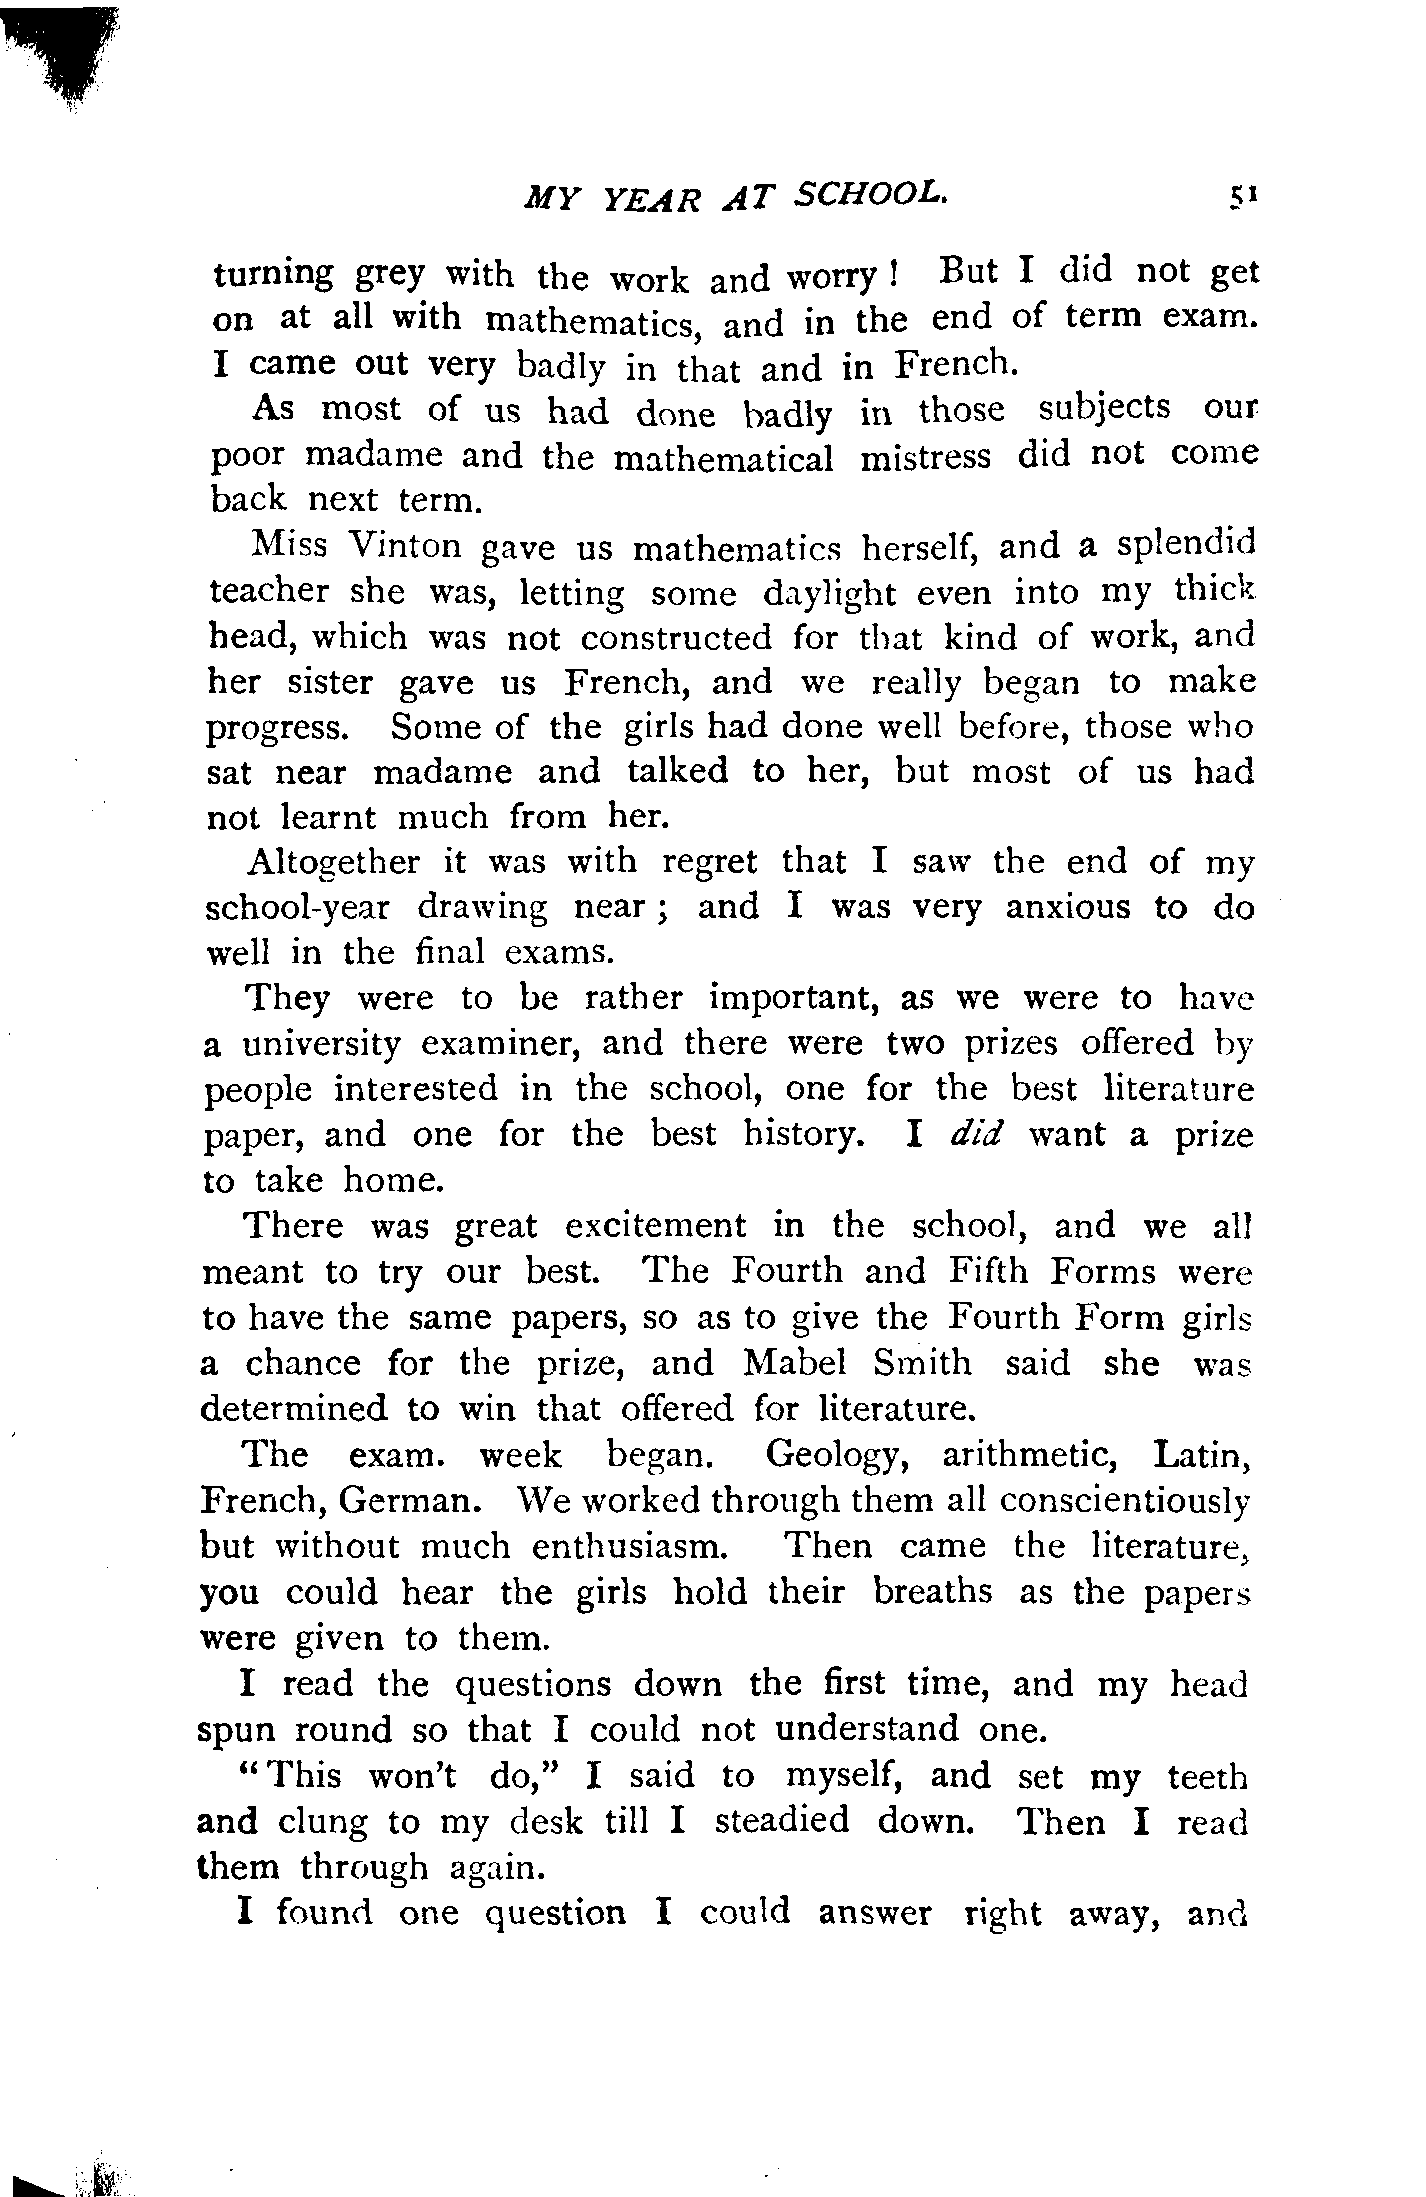 MY YEAR AT SCHOOL. 51
turning grey with the work and worry ! But I did not get
on at all with mathematics, and in the end of term exam.
I came out very badly in that and in French.
As most of us had done badly in those subjects our
poor madame and the mathematical mistress did not come
back next term.
Miss Vinton gave us mathematics herself, and a splendid
teacher she was, letting some daylight even into my thick
head, which was not constructed for that kind of work, and
her sister gave us French, and we really began to make
progress. Some of the girls had done well before, those who
sat near madame and talked to her, but most of us had
not learnt much from her.
Altogether it was with regret that I saw the end of my
school-year drawing near ; and I was very anxious to do
well in the final exams.
They were to be rather important, as we were to have
a university examiner, and there were two prizes offered by
people interested in the school, one for the best literature
paper, and one for the best history. I did want a prize
to take home.
There was great excitement in the school, and we all
meant to try our best. The Fourth and Fifth Forms were
to have the same papers, so as to give the Fourth Form girls
a chance for the prize, and Mabel Smith said she was
determined to win that offered for literature.
The exam. week began. Geology, arithmetic, Latin,
French, German. We worked through them all conscientiously
but without much enthusiasm. Then came the literature,
you could hear the girls hold their breaths as the papers
were given to them.
I read the questions down the first time, and my head
spun round so that I could not understand one.
“This won’t do,” I said to myself, and set my teeth
and clung to my desk till I steadied down. Then I read
them through again.
I found one question I could answer right away, and